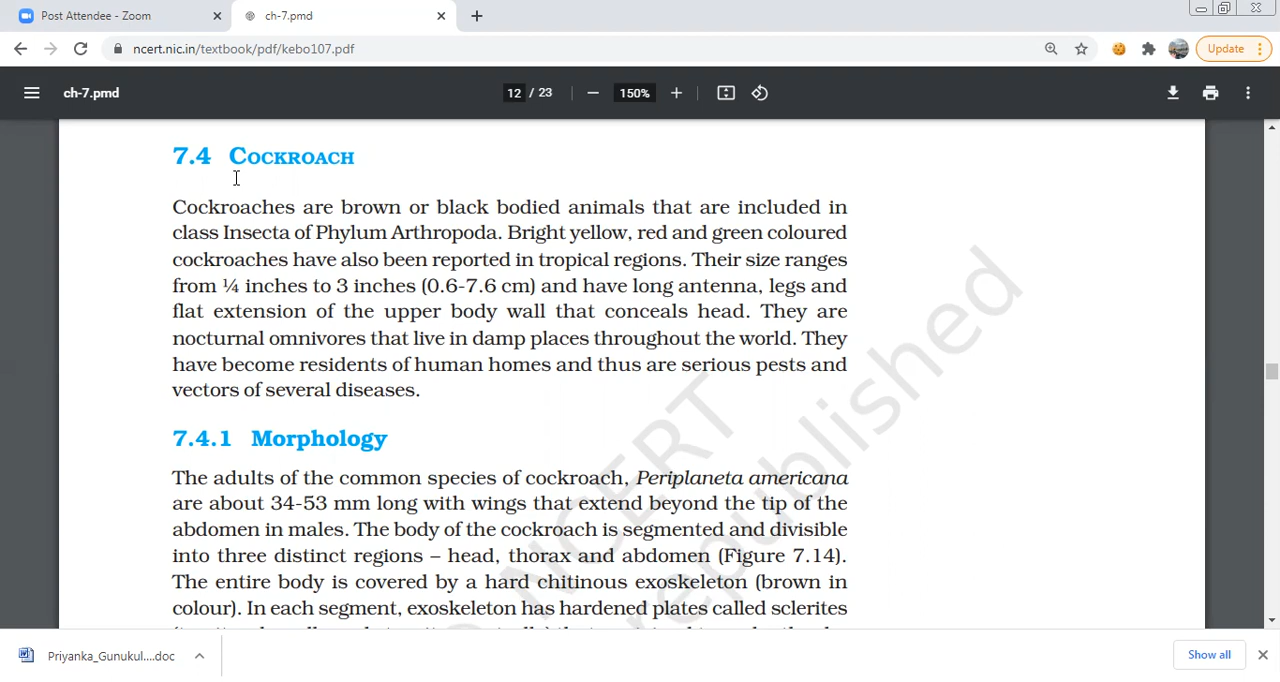 Post Attendee - Zoom
ch-7.pmd
ncert.nic.in/textbook/pdf/kebo107.pdf
Update
ch-7.pmd
12 / 23
150%
7.4 COCKROACH
Cockroaches are brown or black bodied animals that are included in
class Insecta of Phylum Arthropoda. Bright yellow, red and green coloured
cockroaches have also been reported in tropical regions. Their size ranges
from ¼ inches to 3 inches (0.6-7.6 cm) and have long antenna, legs and
flat extension of the upper body wall that conceals head. They are
nocturnal omnivores that live in damp places throughout the world. They
have become residents of human homes and thus are serious pests and
vectors of several diseases.
7.4.1 Morphology
The adults of the common species of cockroach, Periplaneta americana
are about 34-53 mm long with wings that extend beyond the tip of the
abdomen in males. The body of the cockroach is segmented and divisible
into three distinct regions – head, thorax and abdomen (Figure 7.14).
The entire body is covered by a hard chitinous exoskeleton (brown in
colour). In each segment, exoskeleton has hardened plates called sclerites
NCERT
republished
Priyanka_Gunukul....doc
Show all